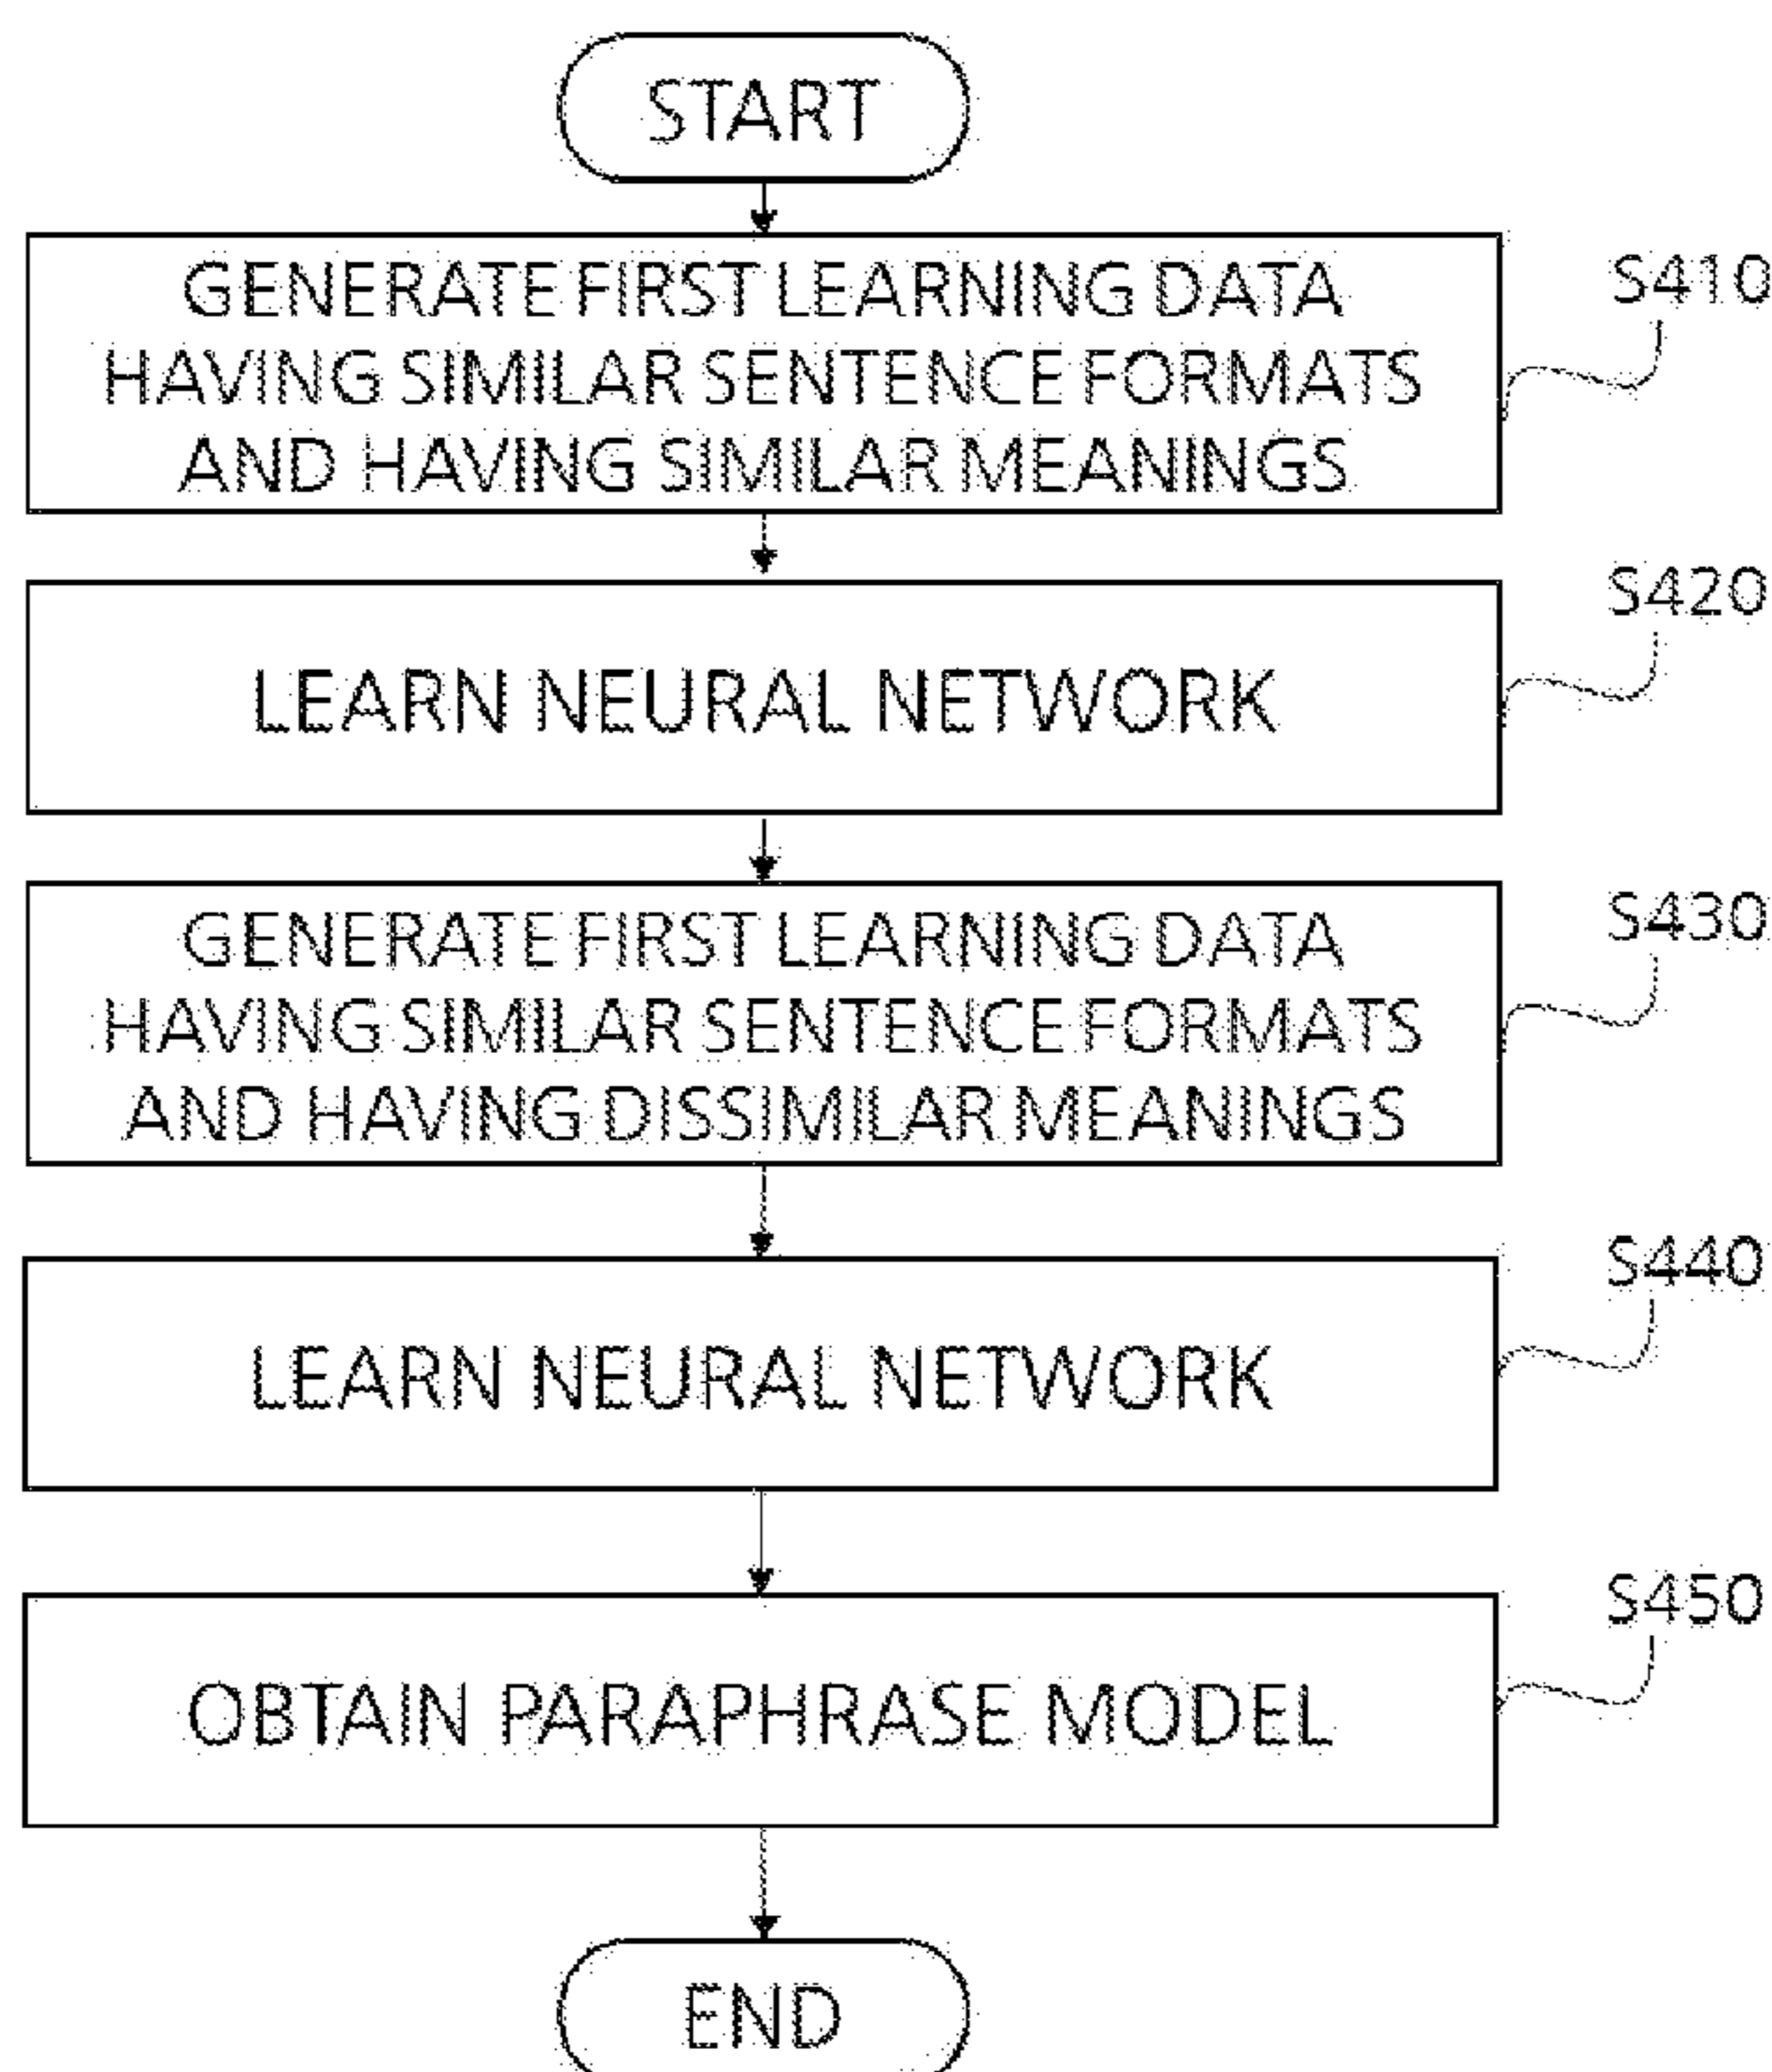 START
GENERATE FIRST LEARNING DATA
HAVING SIMILAR SENTENCE FORMATS
AND HAVING SIMILAR MEANINGS
S410
LEARN NEURAL NETWORK
S420
GENERATE FIRST LEARNING DATA
HAVING SIMILAR SENTENCE FORMATS
AND HAVING DISSIMILAR MEANINGS
S430
LEARN NEURAL NETWORK
S440
OBTAIN PARAPHRASE MODEL
S450
END